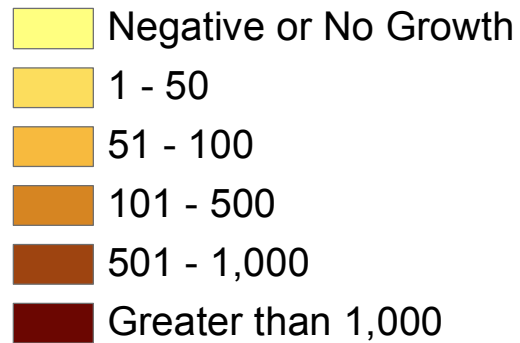 Negative or No Growth
1 - 50
51 - 100
101 - 500
501 - 1,000
Greater than 1,000